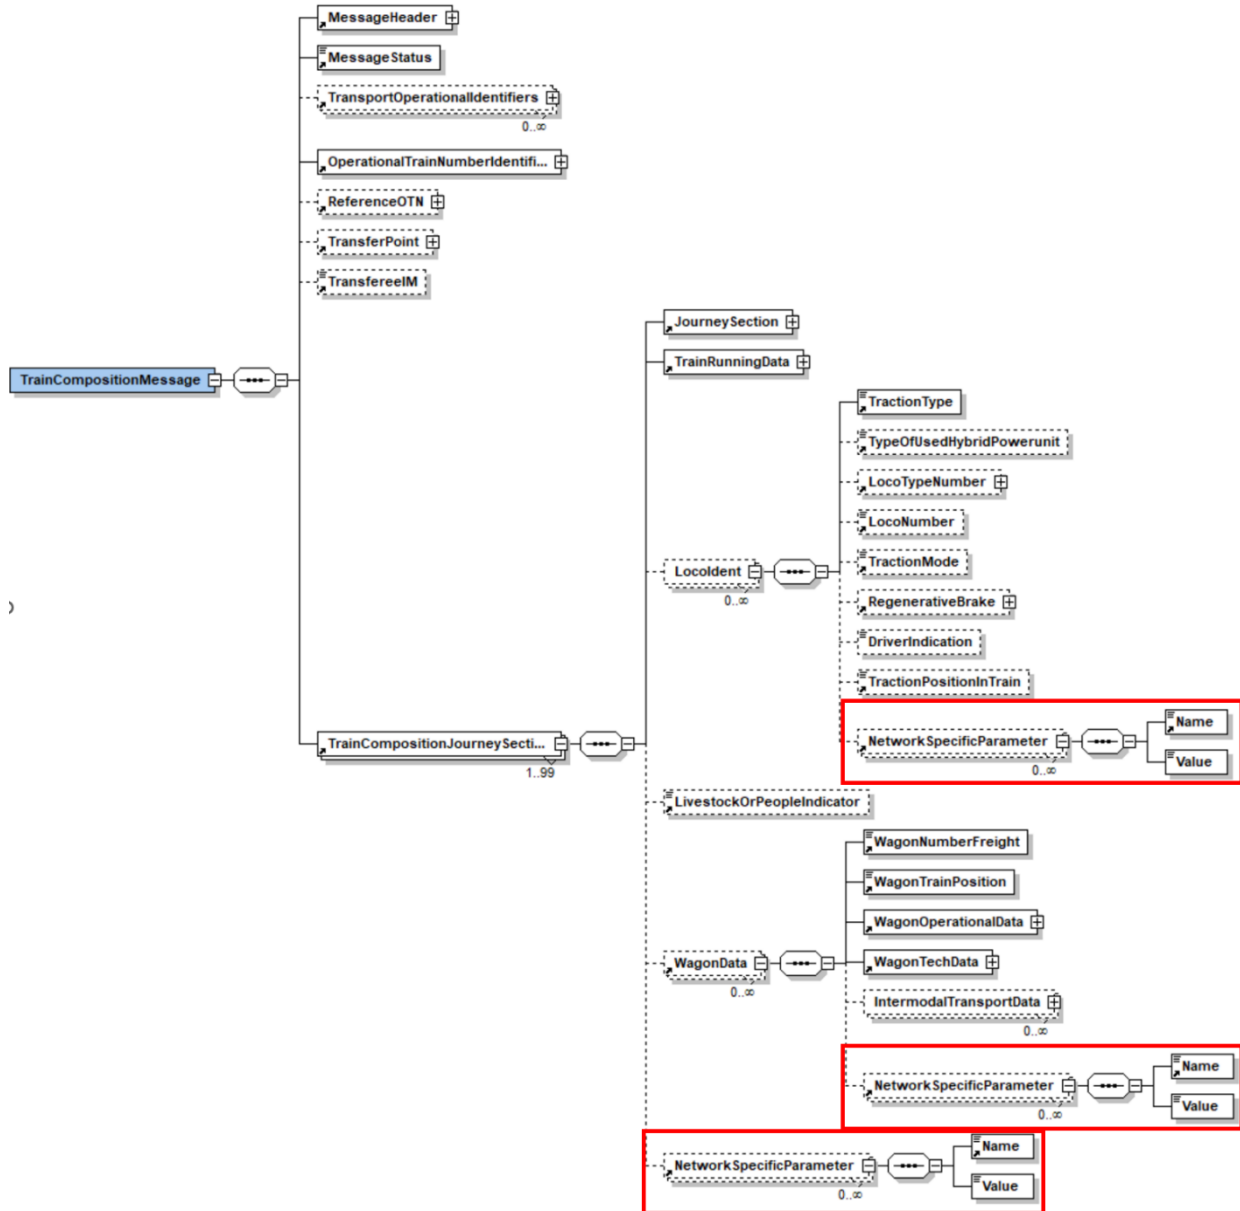 MessageHeader
MessageStatus
TransportOperationalIdentifiers
0..∞
OperationalTrainNumberIdentifi...
ReferenceOTN
TransferPoint
TransfereeIM
TrainCompositionMessage
JourneySection
TrainRunningData
TractionType
TypeOfUsedHybridPowerunit
LocoTypeNumber
LocoNumber
LocoIdent
0..∞
TractionMode
RegenerativeBrake
DriverIndication
TractionPositionInTrain
NetworkSpecificParameter
0..∞
Name
Value
TrainCompositionJourneySecti...
1..99
LivestockOrPeopleIndicator
WagonNumberFreight
WagonTrainPosition
WagonOperationalData
WagonData
0..∞
WagonTechData
IntermodalTransportData
0..∞
NetworkSpecificParameter
0..∞
Name
Value
NetworkSpecificParameter
0..∞
Name
Value